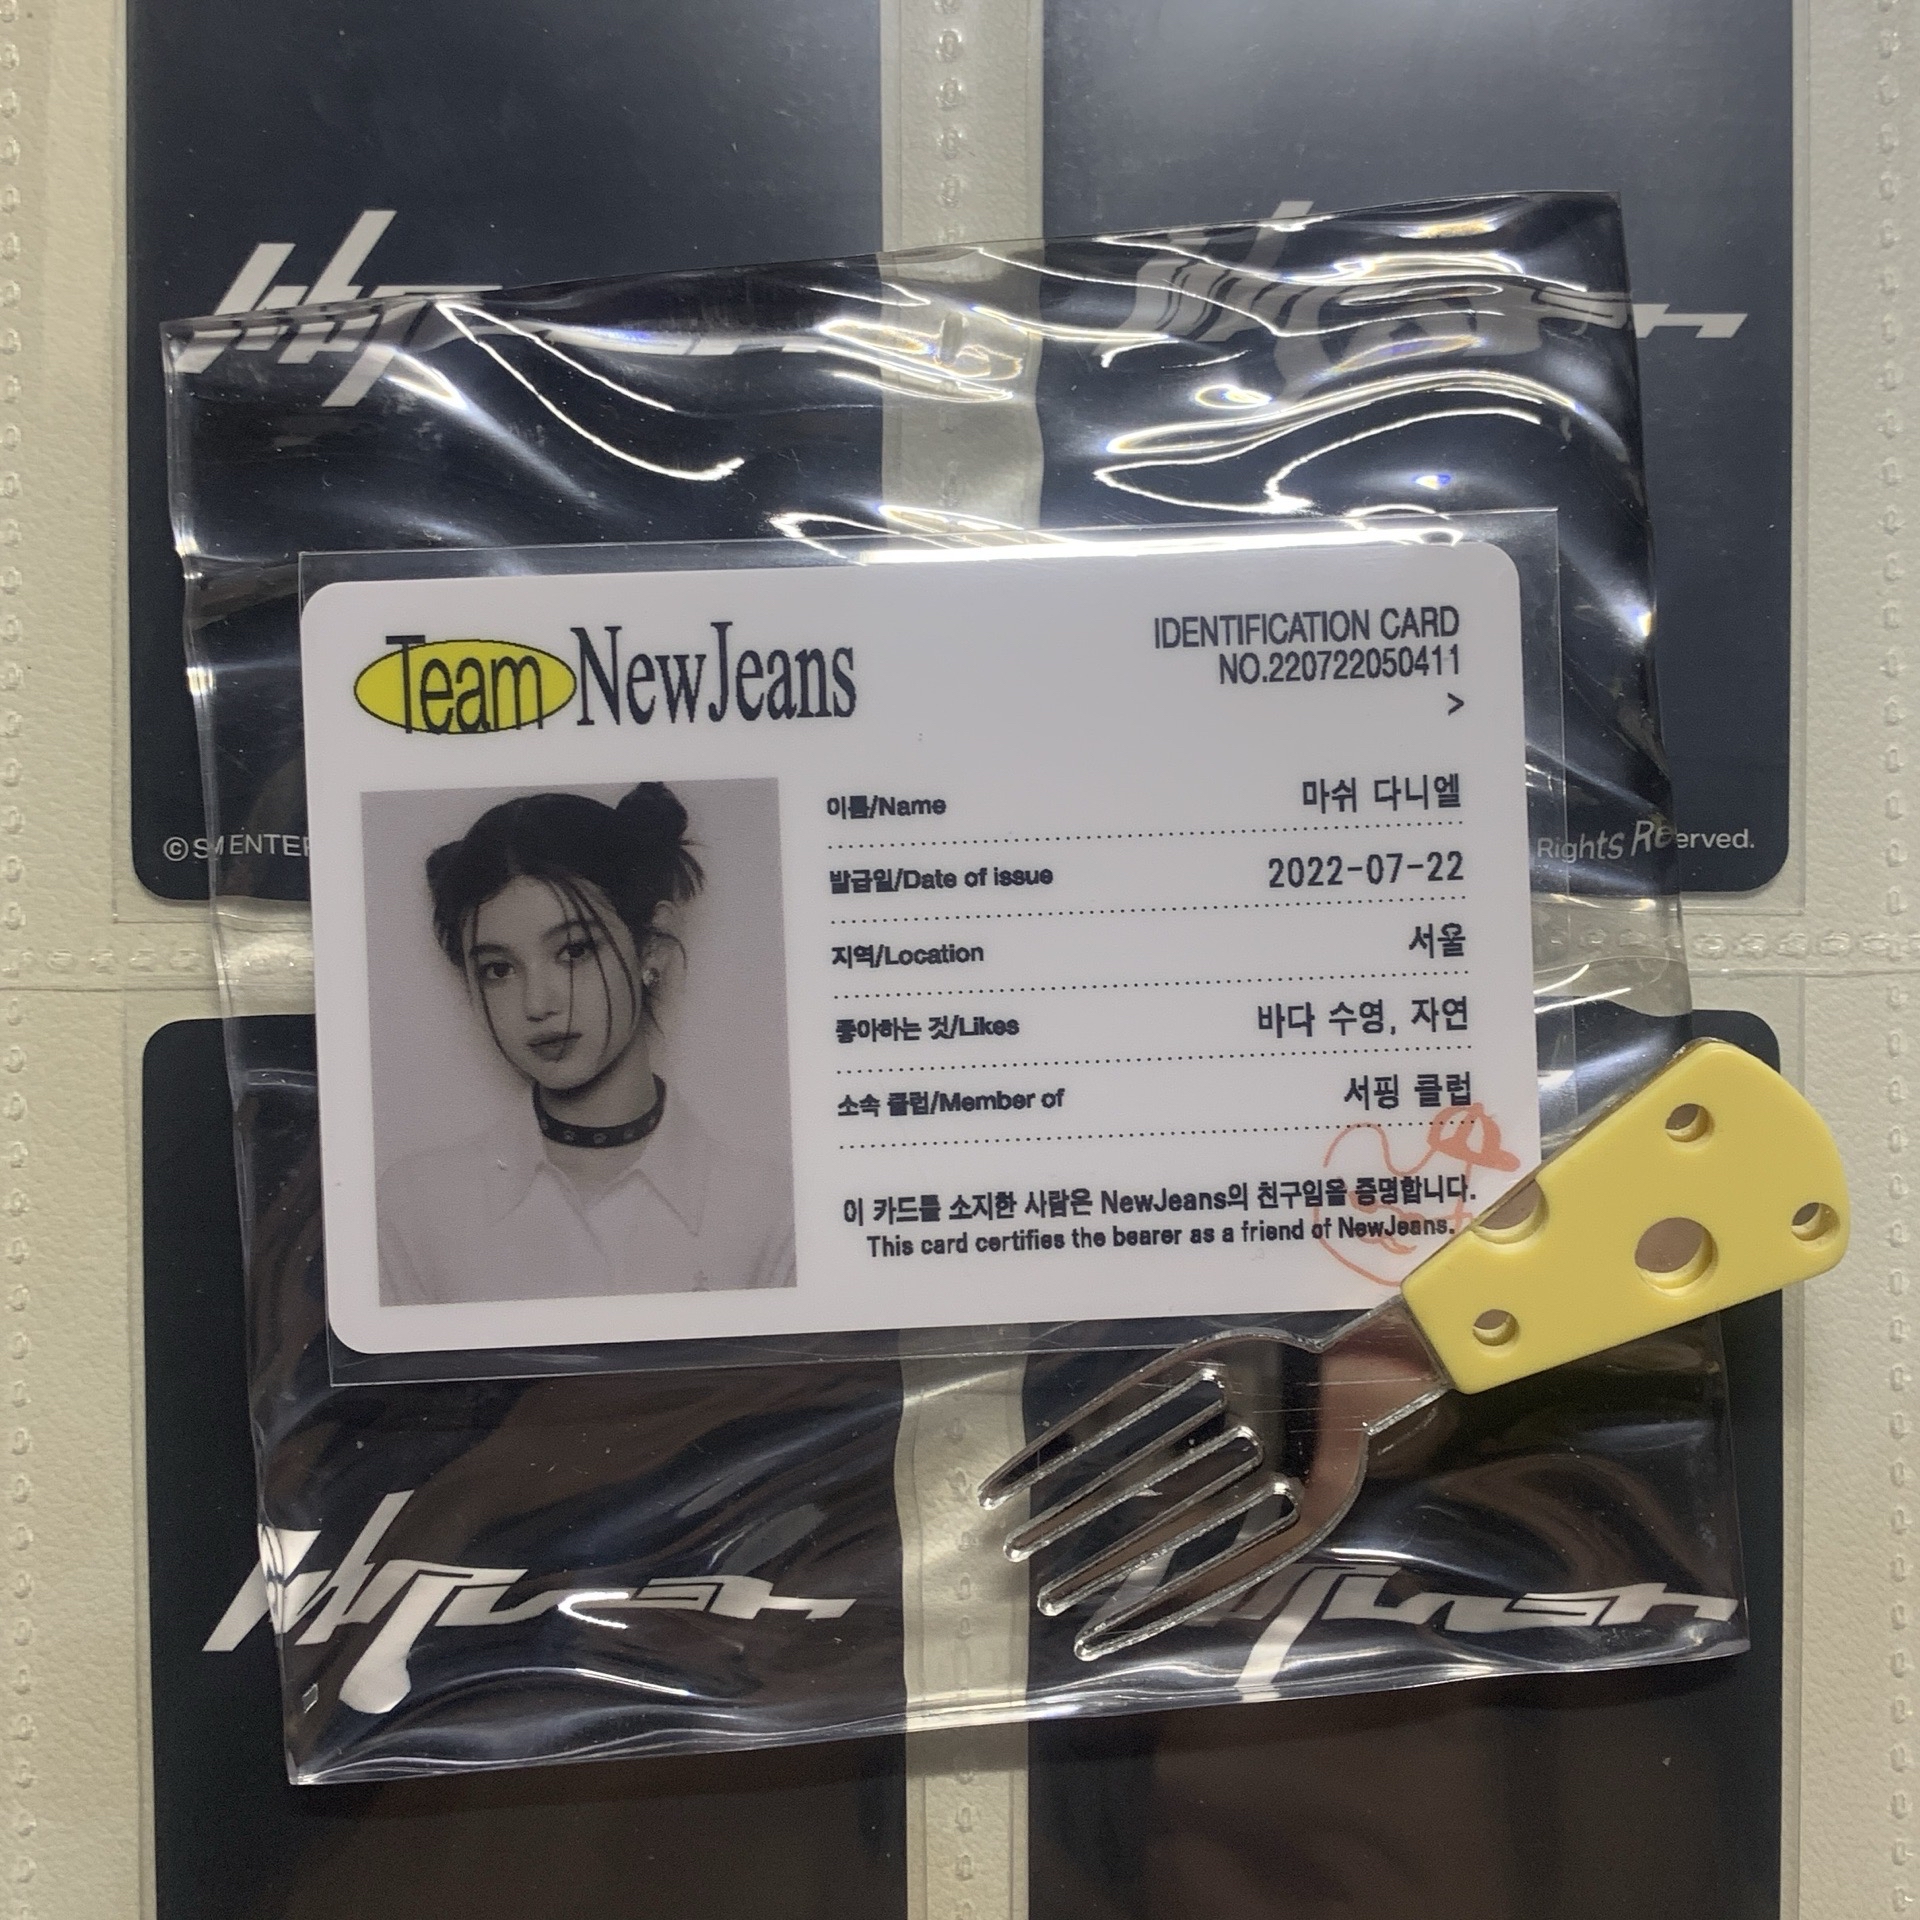 ©SM ENTER
Rights Reserved.
Team NewJeans
IDENTIFICATION CARD
NO.220722050411
>
이름/Name 마쉬 다니엘
발급일/Date of issue 2022-07-22
지역/Location 서울
좋아하는 것/Likes 바다 수영, 자연
소속 클럽/Member of 서핑 클럽
이 카드를 소지한 사람은 NewJeans의 친구임을 증명합니다.
This card certifies the bearer as a friend of NewJeans.